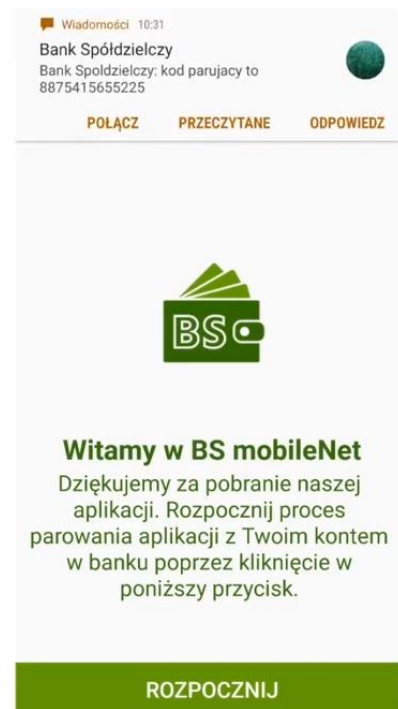 Wiadomości 10:31
Bank Spółdzielczy
Bank Spoldzielczy: kod parujacy to
8875415655225
POŁĄCZ PRZECZYTANE ODPOWIEDZ
BS
Witamy w BS mobileNet
Dziękujemy za pobranie naszej
aplikacji. Rozpocznij proces
parowania aplikacji z Twoim kontem
w banku poprzez kliknięcie w
poniższy przycisk.
ROZPOCZNIJ